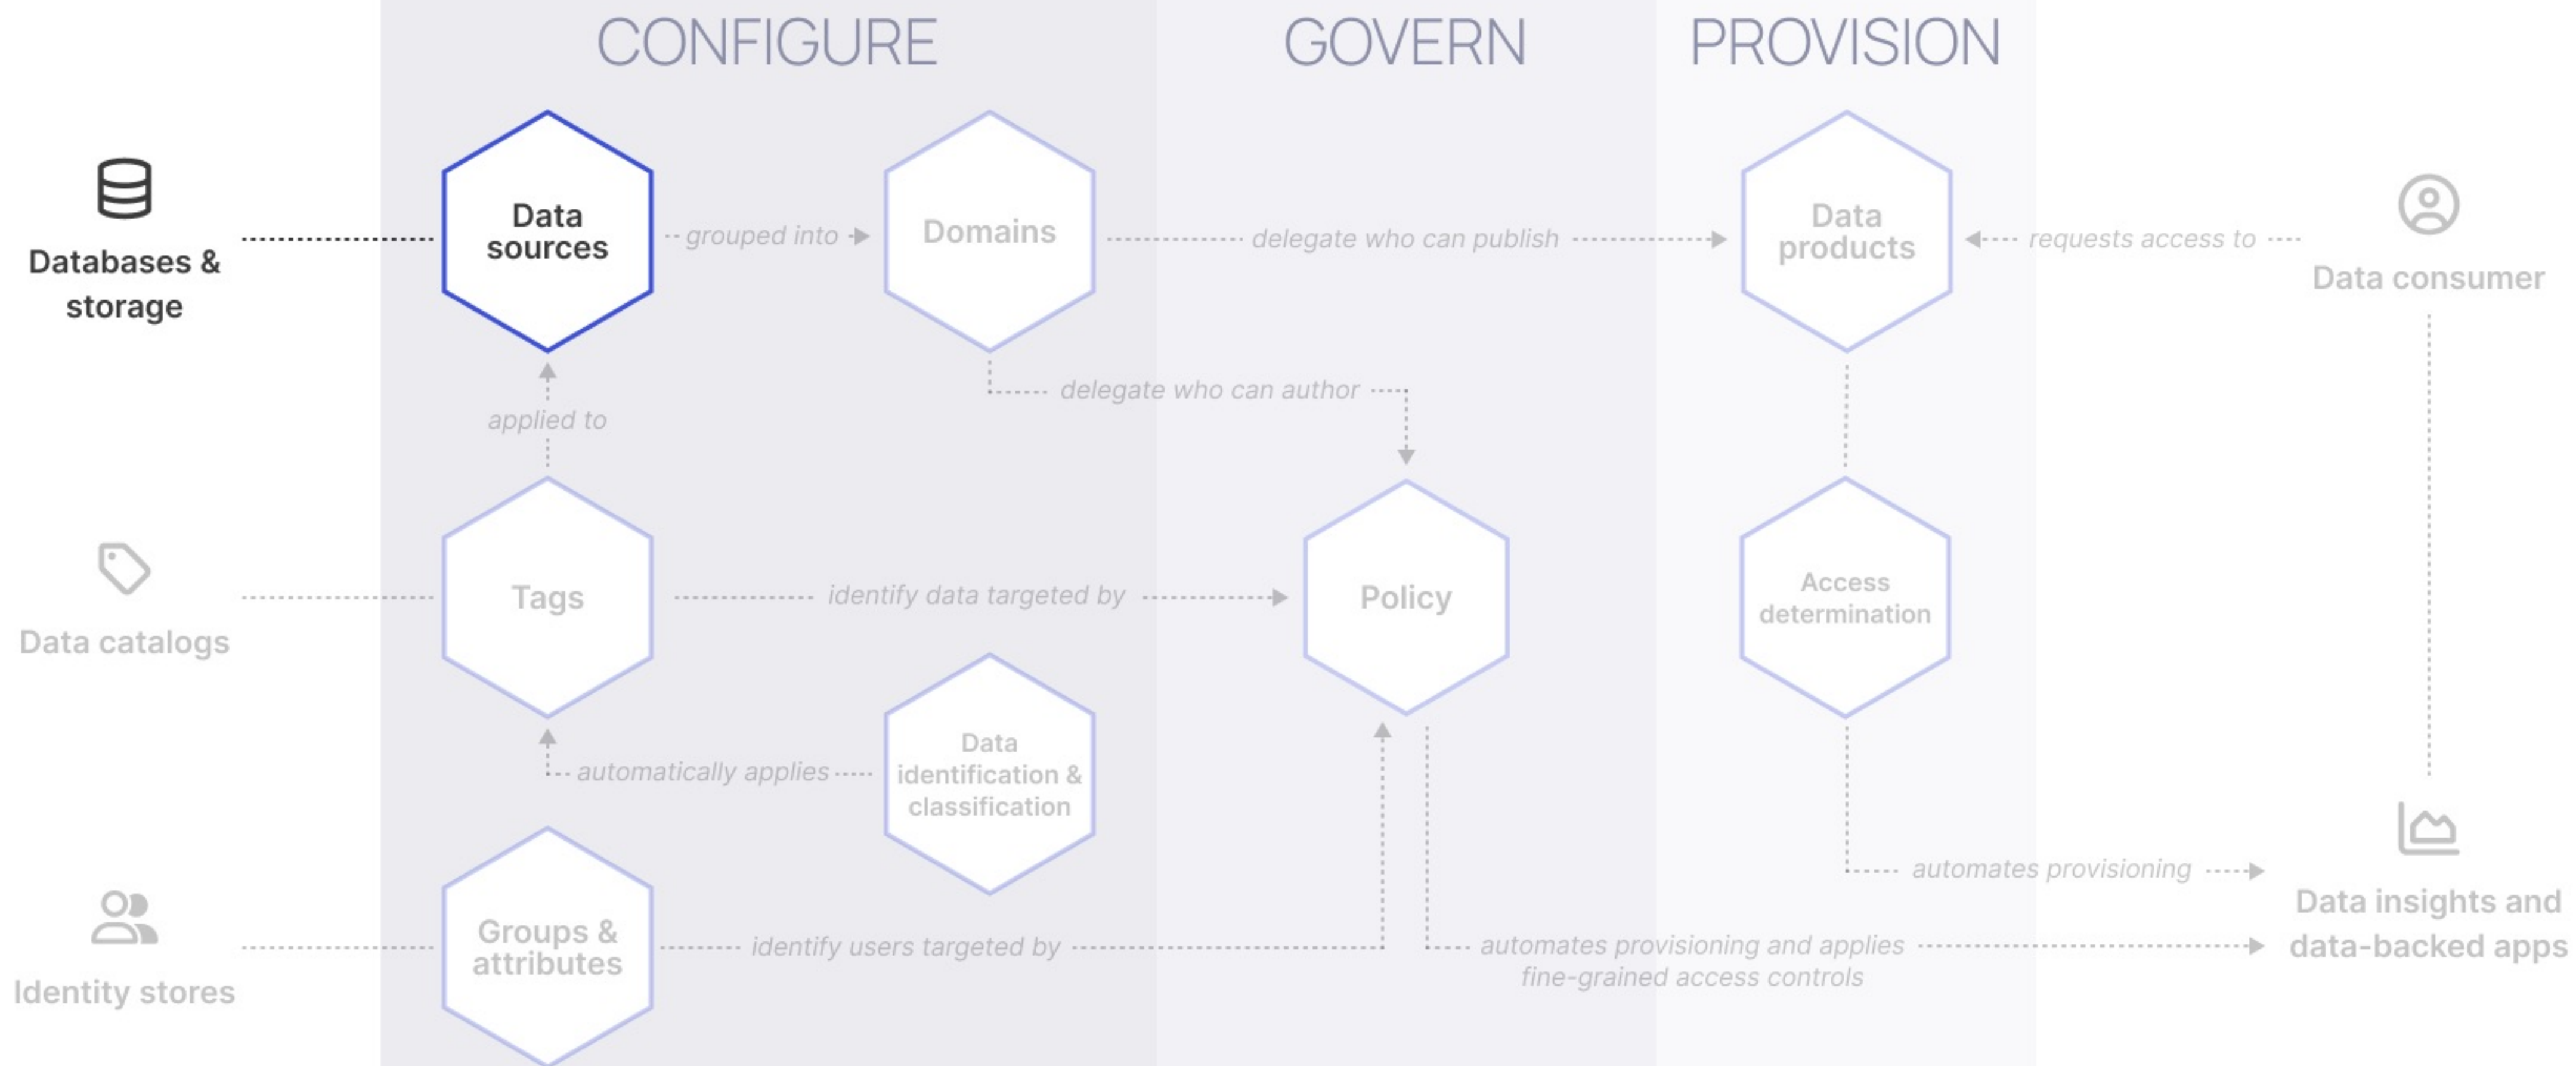 CONFIGURE
GOVERN
PROVISION
Databases &
storage
Data
sources
grouped into
Domains
delegate who can publish
Data
products
requests access to
Data consumer
delegate who can author
applied to
Data catalogs
Tags
identify data targeted by
Policy
Access
determination
automatically applies
Data
identification &
classification
automates provisioning
Identity stores
Groups &
attributes
identify users targeted by
automates provisioning and applies
fine-grained access controls
Data insights and
data-backed apps